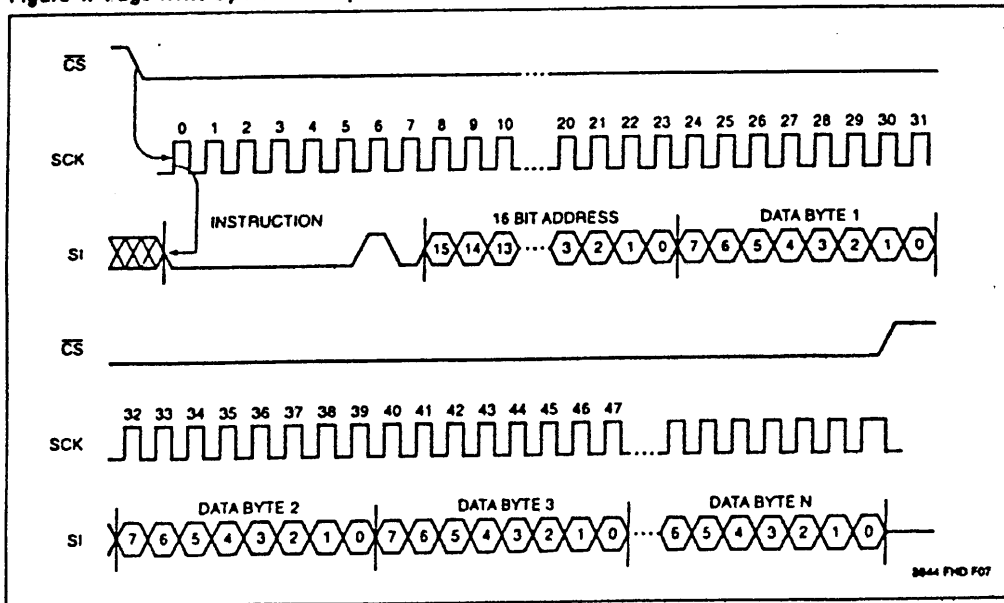 CS
0 1 2 3 4 5 6 7 8 9 10 20 21 22 23 24 25 26 27 28 29 30 31
SCK
INSTRUCTION 16 BIT ADDRESS DATA BYTE 1
SI 15 14 13 3 2 1 0 7 6 5 4 3 2 1 0
CS
32 33 34 35 36 37 38 39 40 41 42 43 44 45 46 47
SCK
DATA BYTE 2 DATA BYTE 3 DATA BYTE N
SI 7 6 5 4 3 2 1 0 7 6 5 4 3 2 1 0 6 5 4 3 2 1 0
3844 FHD F07